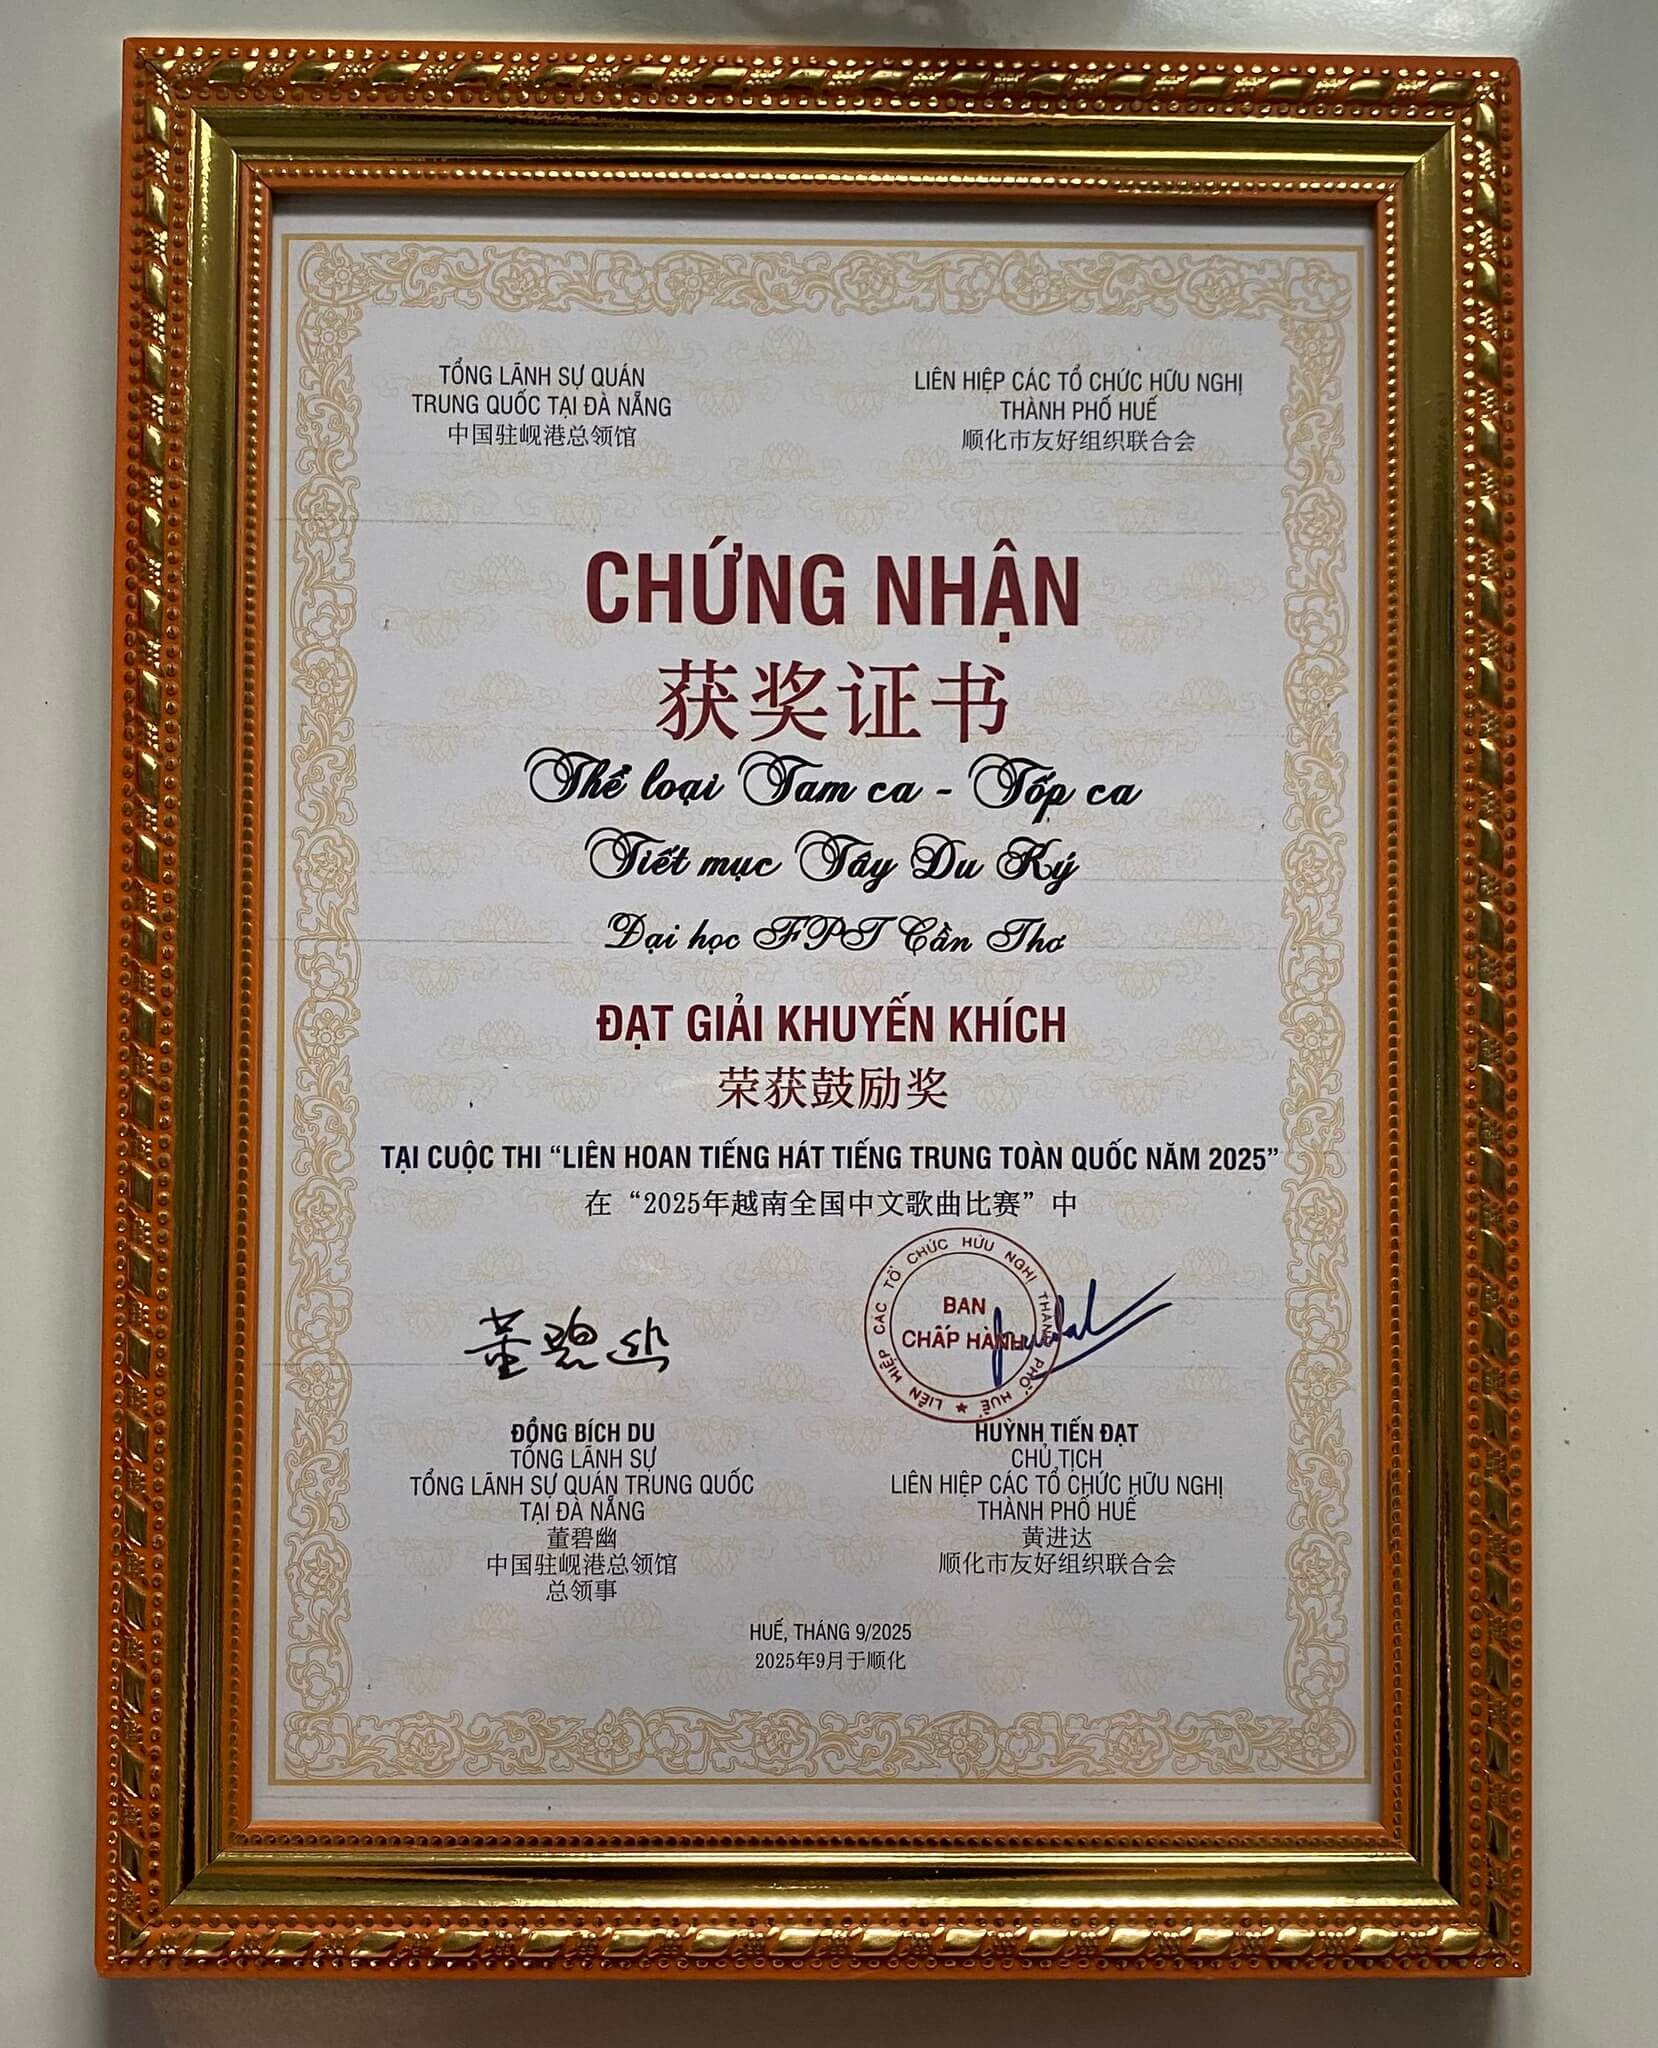 TỔNG LÃNH SỰ QUÁN
TRUNG QUỐC TẠI ĐÀ NẴNG
中国驻岘港总领馆
LIÊN HIỆP CÁC TỔ CHỨC HỮU NGHỊ
THÀNH PHỐ HUẾ
顺化市友好组织联合会
CHỨNG NHẬN
获奖证书
Thể loại Tam ca - Tốp ca
Tiết mục Tây Du Ký
Đại học FPT Cần Thơ
ĐẠT GIẢI KHUYẾN KHÍCH
荣获鼓励奖
TẠI CUỘC THI “LIÊN HOAN TIẾNG HÁT TIẾNG TRUNG TOÀN QUỐC NĂM 2025”
在“2025年越南全国中文歌曲比赛”中
董碧幽
LIÊN HIỆP CÁC TỔ CHỨC HỮU NGHỊ THÀNH PHỐ HUẾ
BAN
CHẤP HÀNH
ĐỒNG BÍCH DU
TỔNG LÃNH SỰ
TỔNG LÃNH SỰ QUÁN TRUNG QUỐC
TẠI ĐÀ NẴNG
董碧幽
中国驻岘港总领馆
总领事
HUỲNH TIẾN ĐẠT
CHỦ TỊCH
LIÊN HIỆP CÁC TỔ CHỨC HỮU NGHỊ
THÀNH PHỐ HUẾ
黄进达
顺化市友好组织联合会
HUẾ, THÁNG 9/2025
2025年9月于顺化